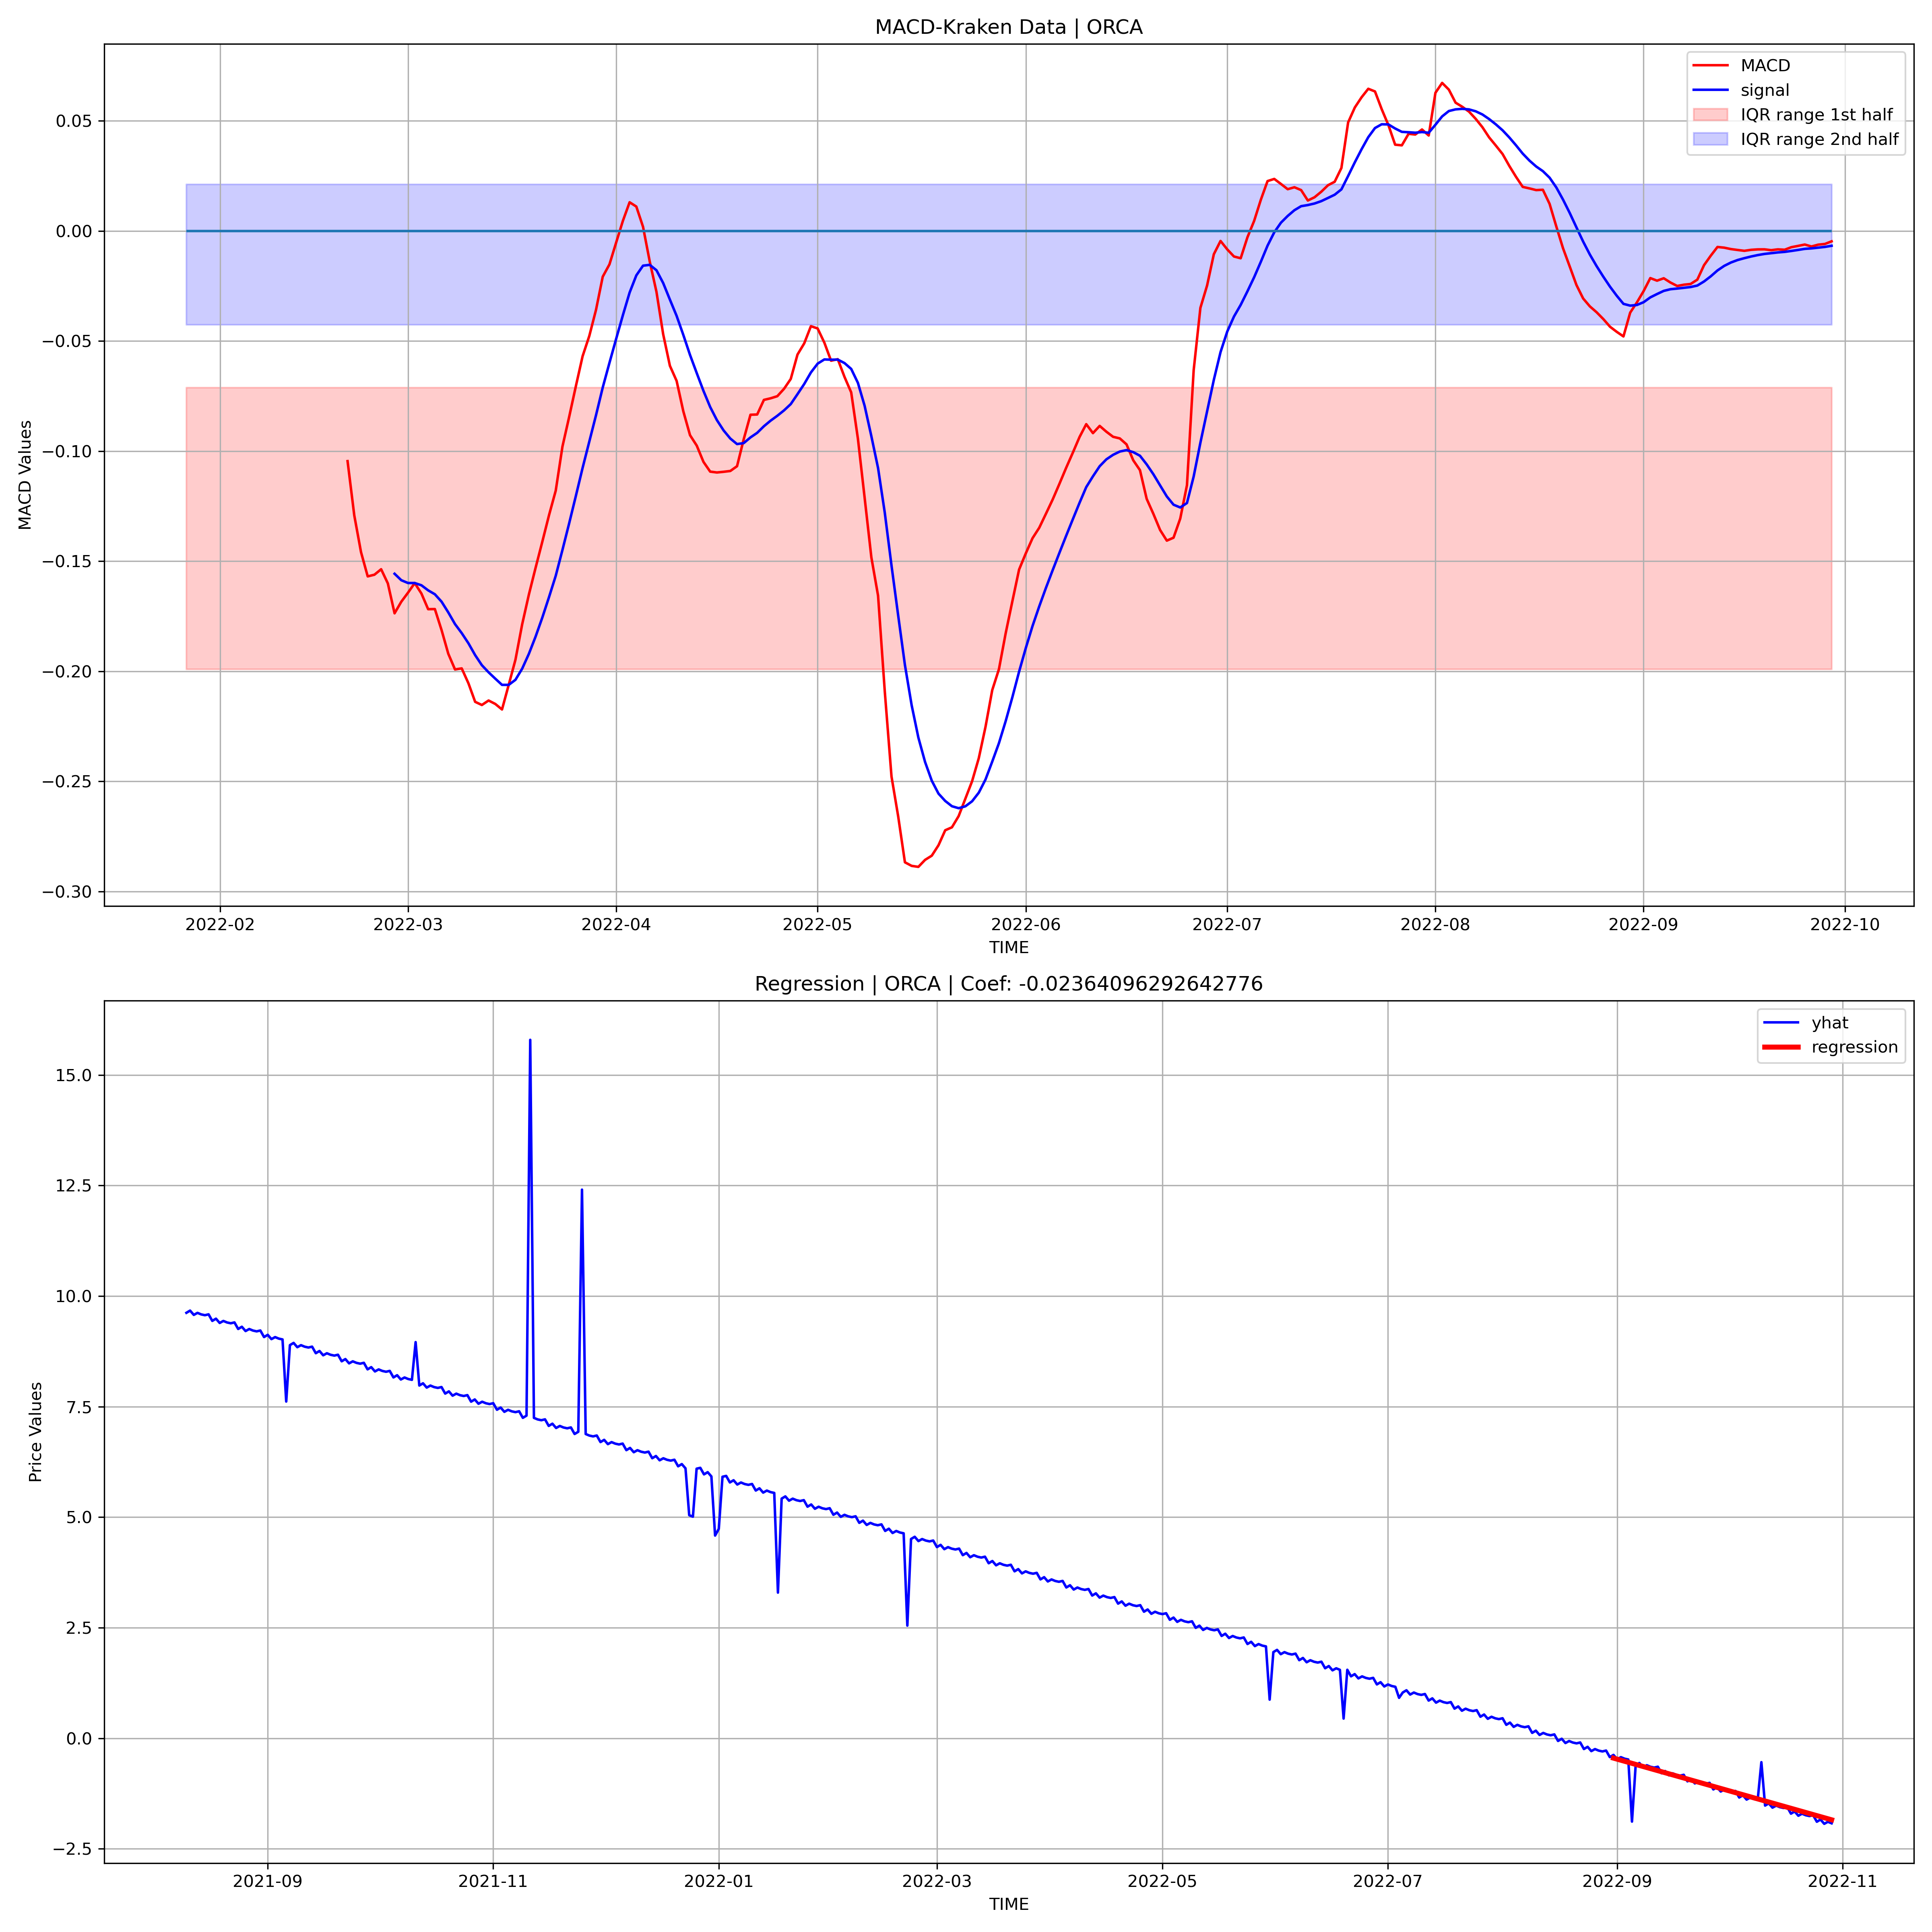 MACD-Kraken Data | ORCA
MACD
signal
IQR range 1st half
IQR range 2nd half
MACD Values
0.05
0.00
−0.05
−0.10
−0.15
−0.20
−0.25
−0.30
2022-02 2022-03 2022-04 2022-05 2022-06 2022-07 2022-08 2022-09 2022-10
TIME
Regression | ORCA | Coef: -0.02364096292642776
yhat
regression
Price Values
15.0
12.5
10.0
7.5
5.0
2.5
0.0
−2.5
2021-09 2021-11 2022-01 2022-03 2022-05 2022-07 2022-09 2022-11
TIME